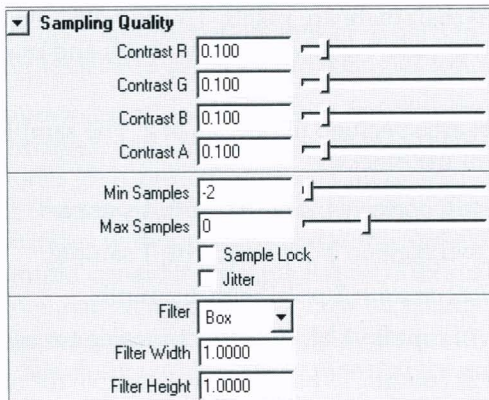 Sampling Quality
Contrast R 0.100
Contrast G 0.100
Contrast B 0.100
Contrast A 0.100
Min Samples -2
Max Samples 0
Sample Lock
Jitter
Filter Box
Filter Width 1.0000
Filter Height 1.0000